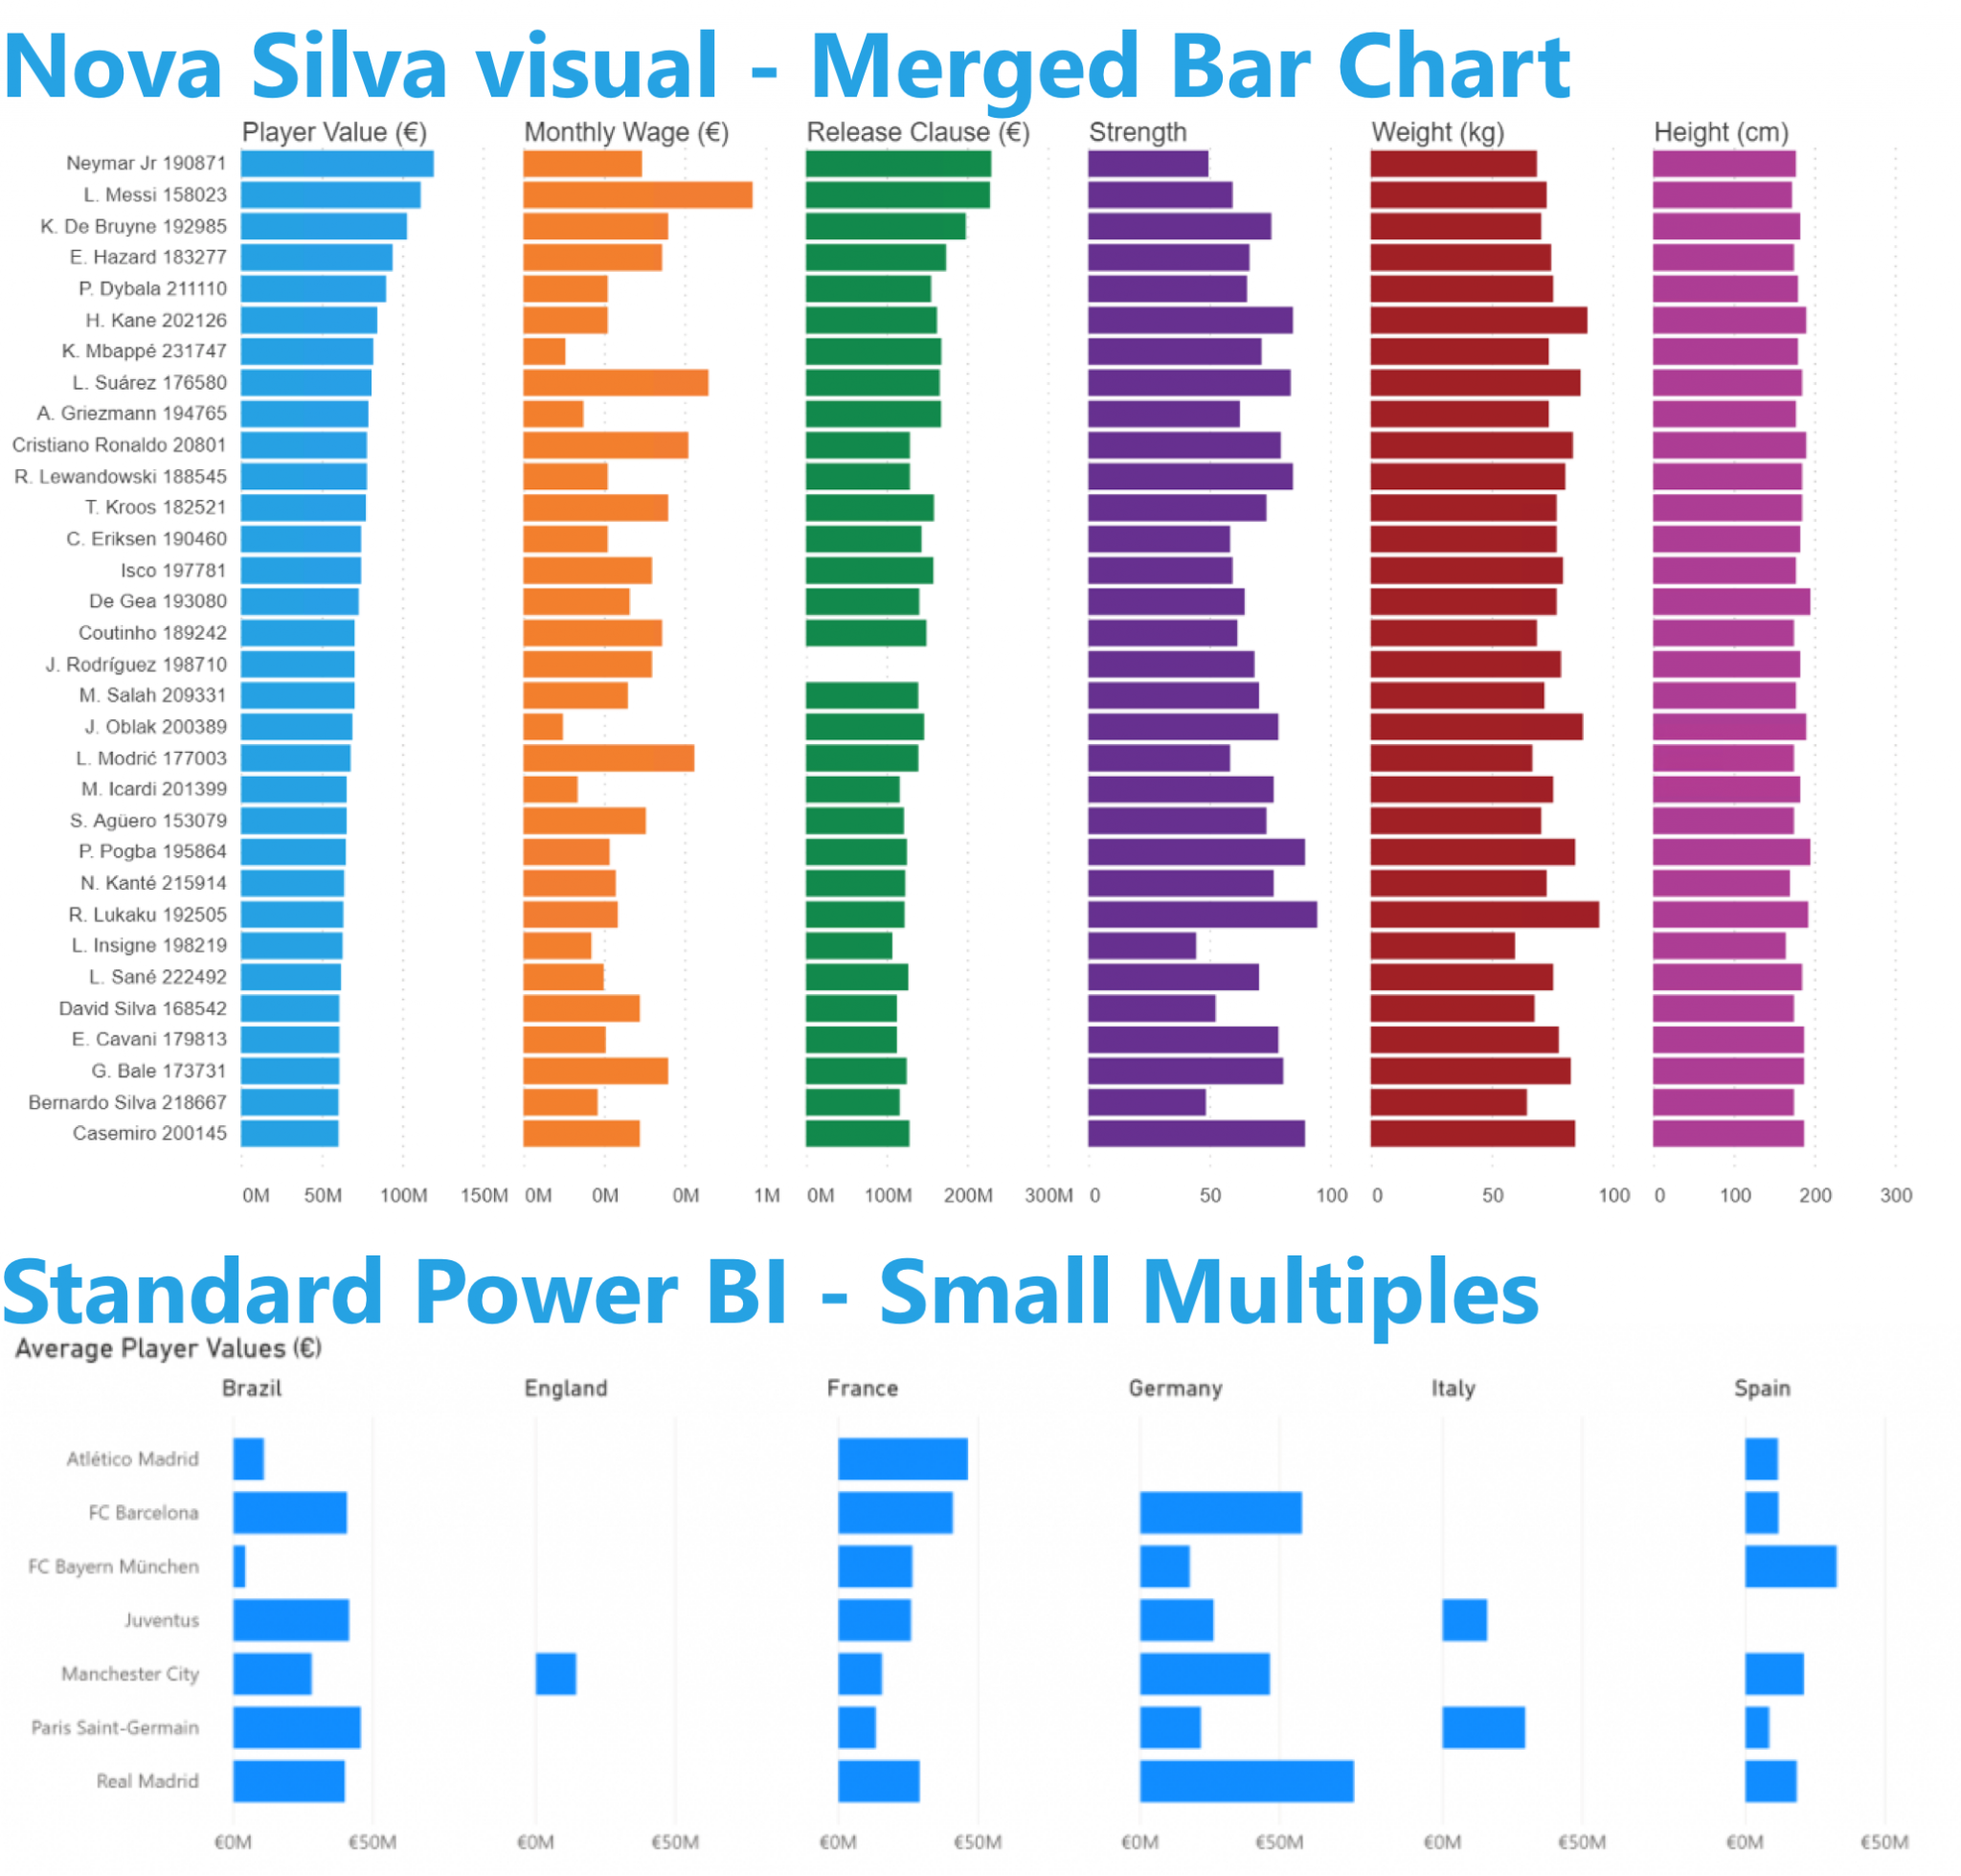 Nova Silva visual - Merged Bar Chart
Player Value (€) Monthly Wage (€) Release Clause (€) Strength Weight (kg) Height (cm)
Neymar Jr 190871
L. Messi 158023
K. De Bruyne 192985
E. Hazard 183277
P. Dybala 211110
H. Kane 202126
K. Mbappé 231747
L. Suárez 176580
A. Griezmann 194765
Cristiano Ronaldo 20801
R. Lewandowski 188545
T. Kroos 182521
C. Eriksen 190460
Isco 197781
De Gea 193080
Coutinho 189242
J. Rodríguez 198710
M. Salah 209331
J. Oblak 200389
L. Modrić 177003
M. Icardi 201399
S. Agüero 153079
P. Pogba 195864
N. Kanté 215914
R. Lukaku 192505
L. Insigne 198219
L. Sané 222492
David Silva 168542
E. Cavani 179813
G. Bale 173731
Bernardo Silva 218667
Casemiro 200145
0M 50M 100M 150M 0M 0M 0M 1M 0M 100M 200M 300M 0 50 100 0 50 100 0 100 200 300
Standard Power BI - Small Multiples
Average Player Values (€)
Brazil England France Germany Italy Spain
Atlético Madrid
FC Barcelona
FC Bayern München
Juventus
Manchester City
Paris Saint-Germain
Real Madrid
€0M €50M €0M €50M €0M €50M €0M €50M €0M €50M €0M €50M